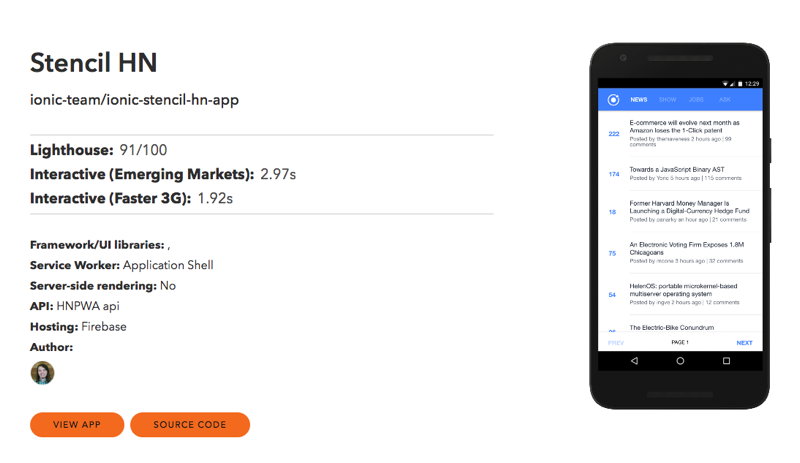 Stencil HN
ionic-team/ionic-stencil-hn-app
Lighthouse: 91/100
Interactive (Emerging Markets): 2.97s
Interactive (Faster 3G): 1.92s
Framework/UI libraries: ,
Service Worker: Application Shell
Server-side rendering: No
API: HNPWA api
Hosting: Firebase
Author:
VIEW APP
SOURCE CODE
12:29
NEWS SHOW JOBS ASK
E-commerce will evolve next month as
222 Amazon loses the 1-Click patent
Posted by themaveness 2 hours ago | 99
comments
Towards a JavaScript Binary AST
174
Posted by Yoric 5 hours ago | 115 comments
Former Harvard Money Manager Is
18 Launching a Digital-Currency Hedge Fund
Posted by panarky an hour ago | 21 comments
An Electronic Voting Firm Exposes 1.8M
75 Chicagoans
Posted by mcone 3 hours ago | 32 comments
HelenOS: portable microkernel-based
54 multiserver operating system
Posted by ingve 2 hours ago | 12 comments
The Electric-Bike Conundrum
PREV PAGE 1 NEXT